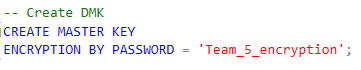 -- Create DMK
CREATE MASTER KEY
ENCRYPTION BY PASSWORD = 'Team_5_encryption';